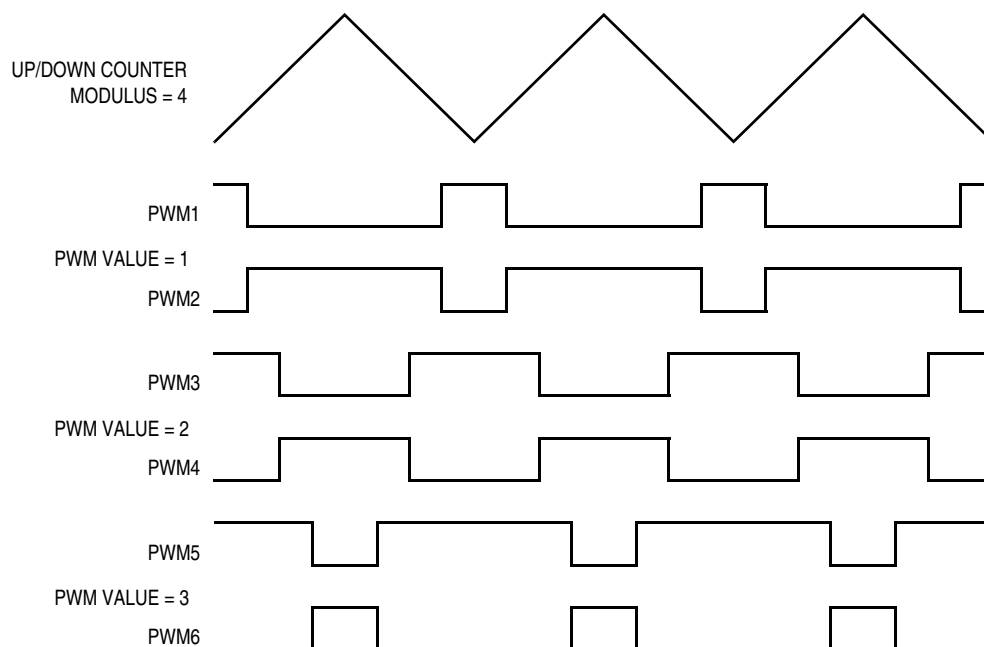 UP/DOWN COUNTER
MODULUS = 4
PWM1
PWM VALUE = 1
PWM2
PWM3
PWM VALUE = 2
PWM4
PWM5
PWM VALUE = 3
PWM6